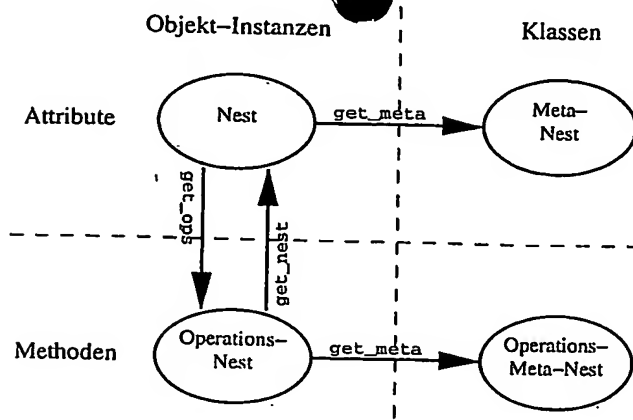 Objekt-Instanzen
Klassen
Attribute
Nest
get_meta
Meta-
Nest
get_ops
get_nest
Methoden
Operations-
Nest
get_meta
Operations-
Meta-Nest